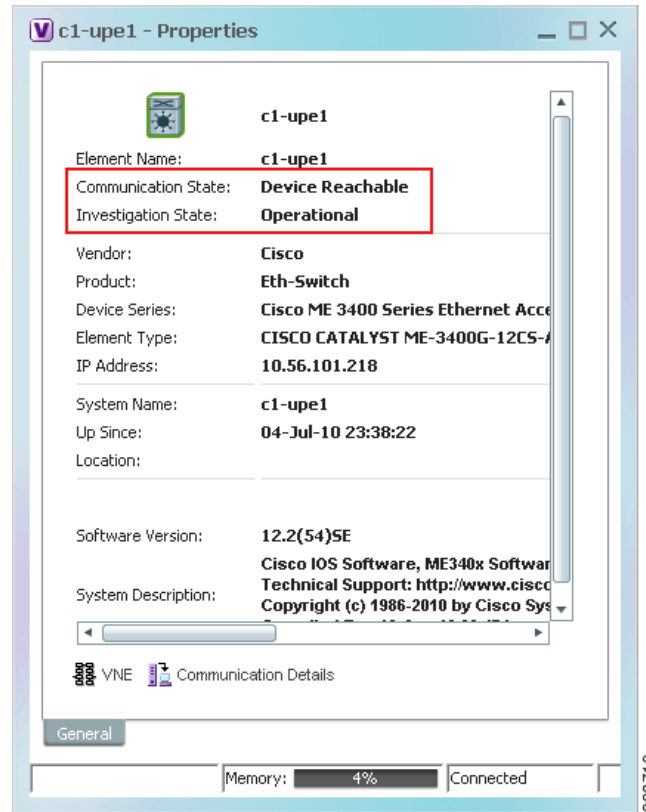 V c1-upe1 - Properties
c1-upe1
Element Name: c1-upe1
Communication State: Device Reachable
Investigation State: Operational
Vendor: Cisco
Product: Eth-Switch
Device Series: Cisco ME 3400 Series Ethernet Acce
Element Type: CISCO CATALYST ME-3400G-12CS-A
IP Address: 10.56.101.218
System Name: c1-upe1
Up Since: 04-Jul-10 23:38:22
Location:
Software Version: 12.2(54)SE
Cisco IOS Software, ME340x Softwar
Technical Support: http://www.cisco
System Description:
Copyright (c) 1986-2010 by Cisco Sys
VNE Communication Details
General
Memory: 4% Connected